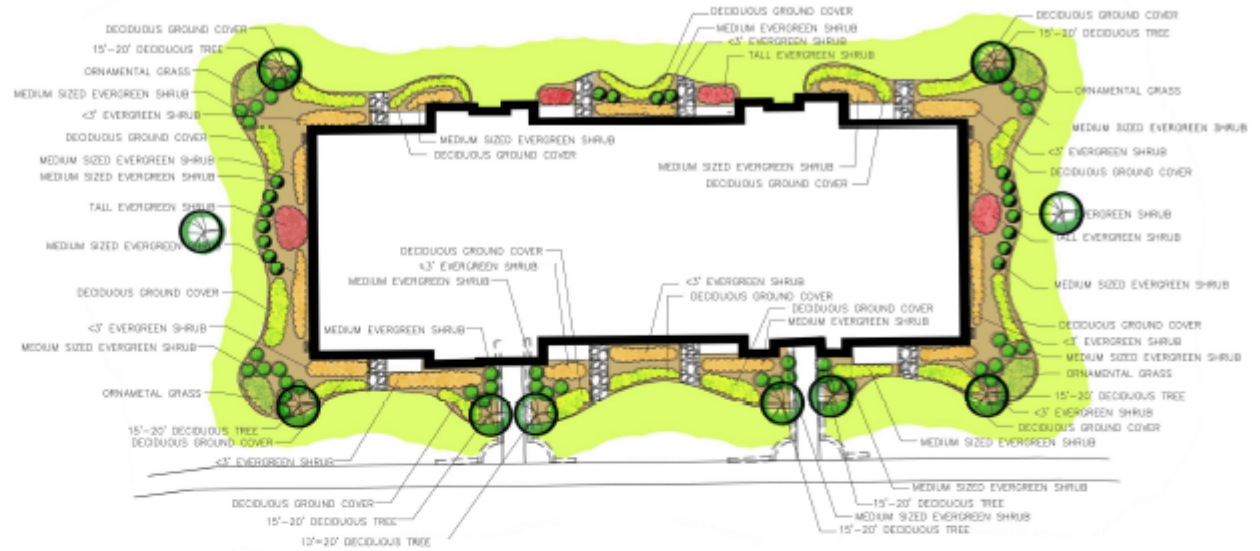 DECIDUOUS GROUND COVER
15'-20' DECIDUOUS TREE
ORNAMENTAL GRASS
MEDIUM SIZED EVERGREEN SHRUB
<3' EVERGREEN SHRUB
DECIDUOUS GROUND COVER
MEDIUM SIZED EVERGREEN SHRUB
MEDIUM SIZED EVERGREEN SHRUB
TALL EVERGREEN SHRUB
MEDIUM SIZED EVERGREEN
DECIDUOUS GROUND COVER
<3' EVERGREEN SHRUB
MEDIUM SIZED EVERGREEN SHRUB
ORNAMETAL GRASS
15'-20' DECIDUOUS TREE
DECIDUOUS GROUND COVER
<3' EVERGREEN SHRUB
DECIDUOUS GROUND COVER
15'-20' DECIDUOUS TREE
DECIDUOUS TREE
DECIDUOUS GROUND COVER
MEDIUM EVERGREEN SHRUB
<3' EVERGREEN SHRUB
TALL EVERGREEN SHRUB
MEDIUM SIZED EVERGREEN SHRUB
DECIDUOUS GROUND COVER
MEDIUM SIZED EVERGREEN SHRUB
DECIDUOUS GROUND COVER
DECIDUOUS GROUND COVER
<3' EVERGREEN SHRUB
MEDIUM EVERGREEN SHRUB
MEDIUM EVERGREEN SHRUB
<3' EVERGREEN SHRUB
DECIDUOUS GROUND COVER
DECIDUOUS GROUND COVER
MEDIUM EVERGREEN SHRUB
DECIDUOUS GROUND COVER
15'-20' DECIDUOUS TREE
ORNAMENTAL GRASS
MEDIUM SIZED EVERGREEN SHRUB
<3' EVERGREEN SHRUB
DECIDUOUS GROUND COVER
EVERGREEN SHRUB
TALL EVERGREEN SHRUB
MEDIUM SIZED EVERGREEN SHRUB
DECIDUOUS GROUND COVER
<3' EVERGREEN SHRUB
MEDIUM SIZED EVERGREEN SHRUB
ORNAMENTAL GRASS
15'-20' DECIDUOUS TREE
<3' EVERGREEN SHRUB
DECIDUOUS GROUND COVER
MEDIUM SIZED EVERGREEN SHRUB
MEDIUM SIZED EVERGREEN SHRUB
15'-20' DECIDUOUS TREE
MEDIUM SIZED EVERGREEN SHRUB
15'-20' DECIDUOUS TREE